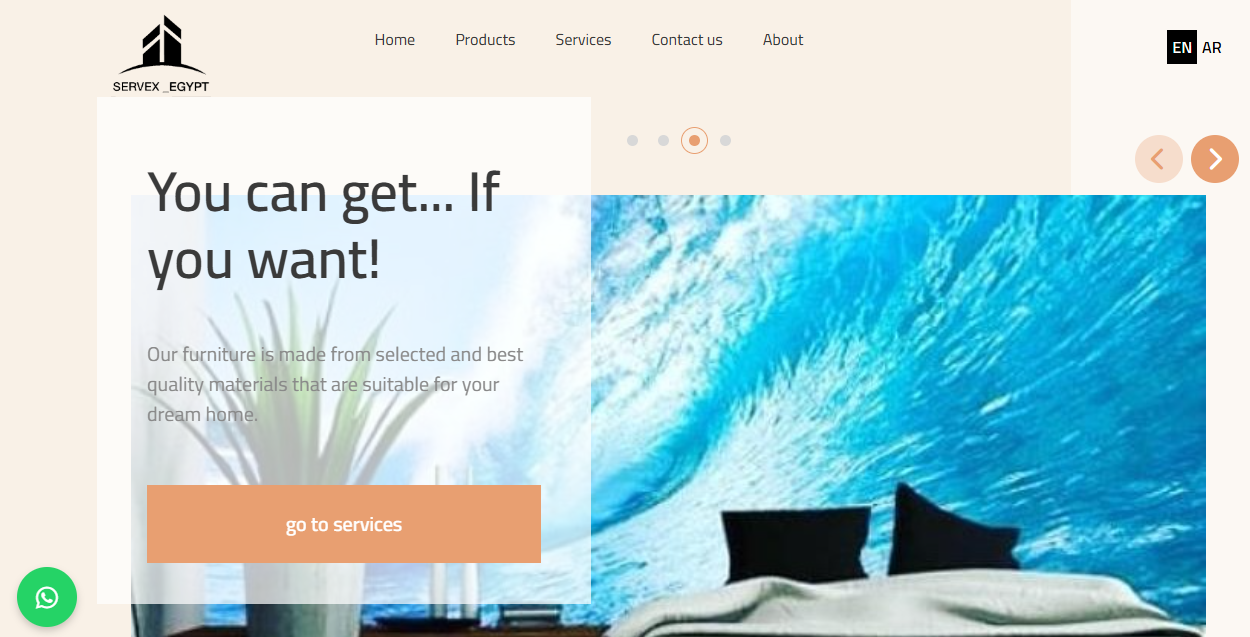 SERVEX _EGYPT
Home Products Services Contact us About
EN AR
You can get... If
you want!
Our furniture is made from selected and best
quality materials that are suitable for your
dream home.
go to services